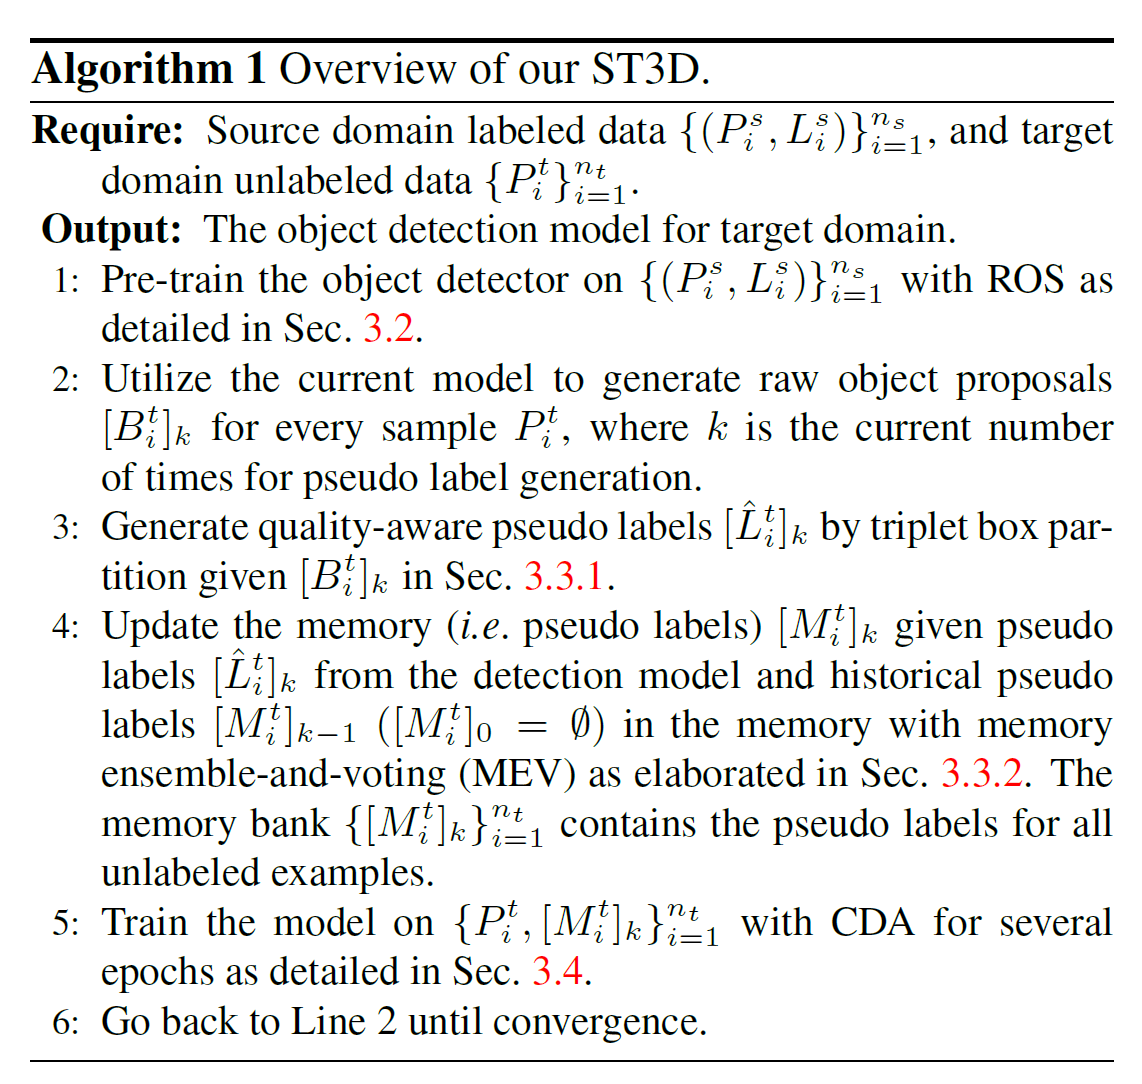 Algorithm 1 Overview of our ST3D.
Require: Source domain labeled data $\{(P_i^s, L_i^s)\}_{i=1}^{n_s}$, and target
domain unlabeled data $\{P_i^t\}_{i=1}^{n_t}$.
Output: The object detection model for target domain.
1: Pre-train the object detector on $\{(P_i^s, L_i^s)\}_{i=1}^{n_s}$ with ROS as
detailed in Sec. 3.2.
2: Utilize the current model to generate raw object proposals
$[B_i^t]_k$ for every sample $P_i^t$, where $k$ is the current number
of times for pseudo label generation.
3: Generate quality-aware pseudo labels $[\hat{L}_i^t]_k$ by triplet box par-
tition given $[B_i^t]_k$ in Sec. 3.3.1.
4: Update the memory (i.e. pseudo labels) $[M_i^t]_k$ given pseudo
labels $[\hat{L}_i^t]_k$ from the detection model and historical pseudo
labels $[M_i^t]_{k-1}$ ($[M_i^t]_0 = \emptyset$) in the memory with memory
ensemble-and-voting (MEV) as elaborated in Sec. 3.3.2. The
memory bank $\{[M_i^t]_k\}_{i=1}^{n_t}$ contains the pseudo labels for all
unlabeled examples.
5: Train the model on $\{P_i^t, [M_i^t]_k\}_{i=1}^{n_t}$ with CDA for several
epochs as detailed in Sec. 3.4.
6: Go back to Line 2 until convergence.